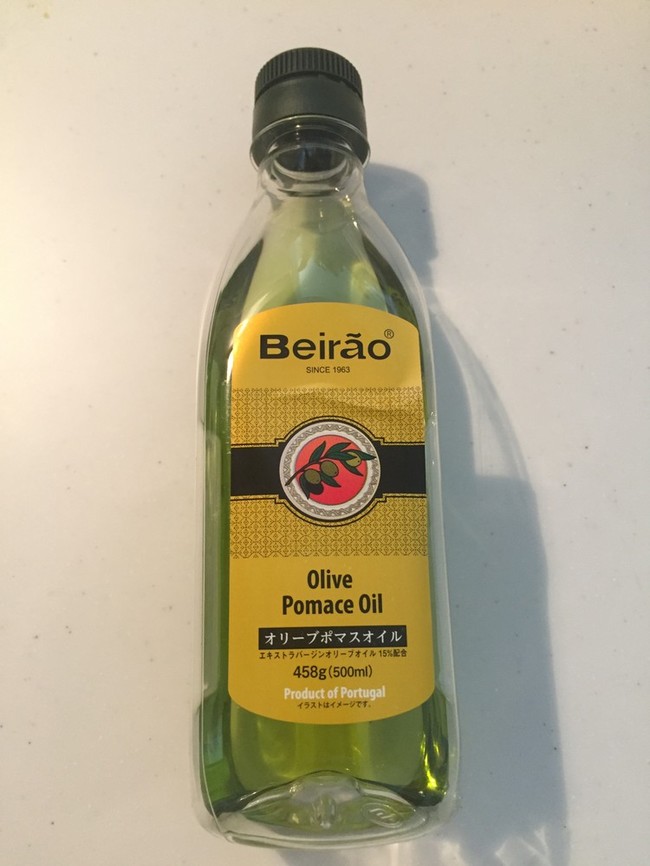 Beirão®
SINCE 1963
Olive
Pomace Oil
オリーブポマスオイル
エキストラバージンオリーブオイル 15%配合
458g(500ml)
Product of Portugal
イラストはイメージです。